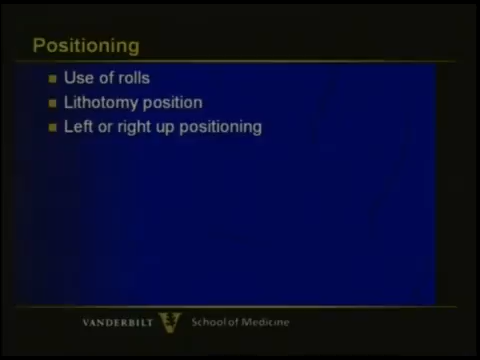 Positioning
Use of rolls
Lithotomy position
Left or right up positioning
VANDERBILT School of Medicine